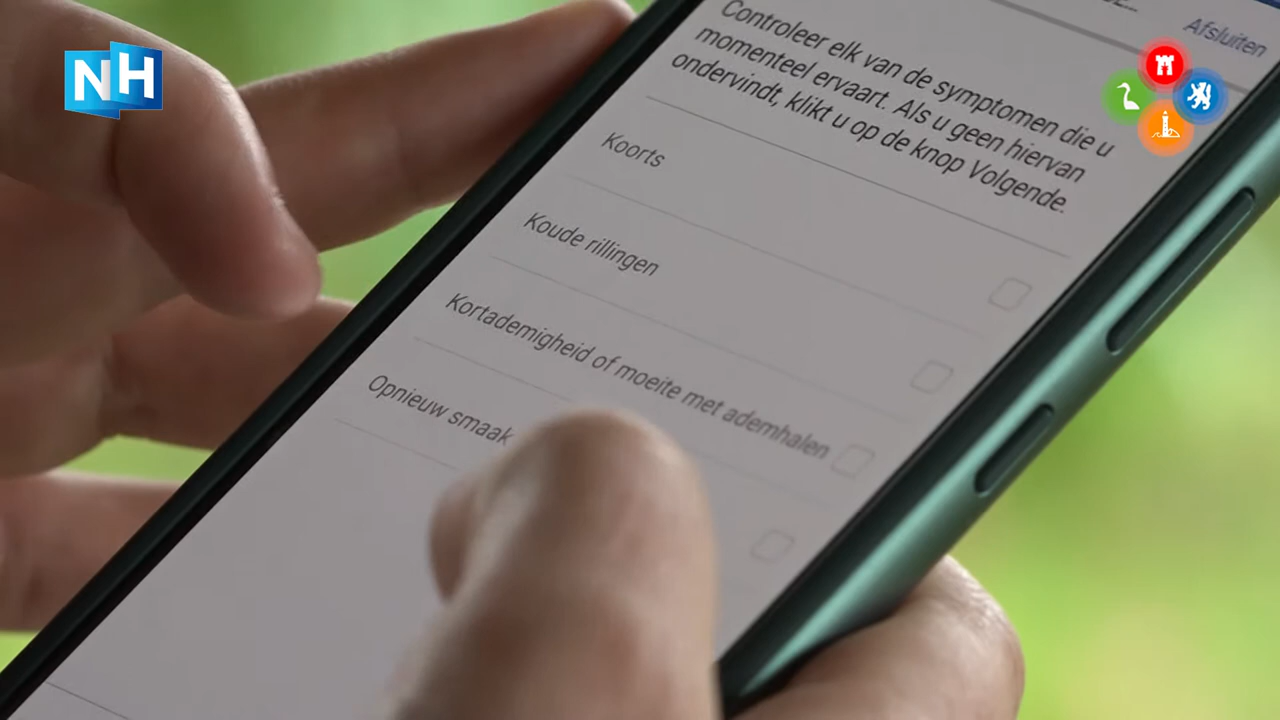 NH
Afsluiten
Controleer elk van de symptomen die u
momenteel ervaart. Als u geen hiervan
ondervindt, klikt u op de knop Volgende.
Koorts
Koude rillingen
Kortademigheid of moeite met ademhalen
Opnieuw smaak